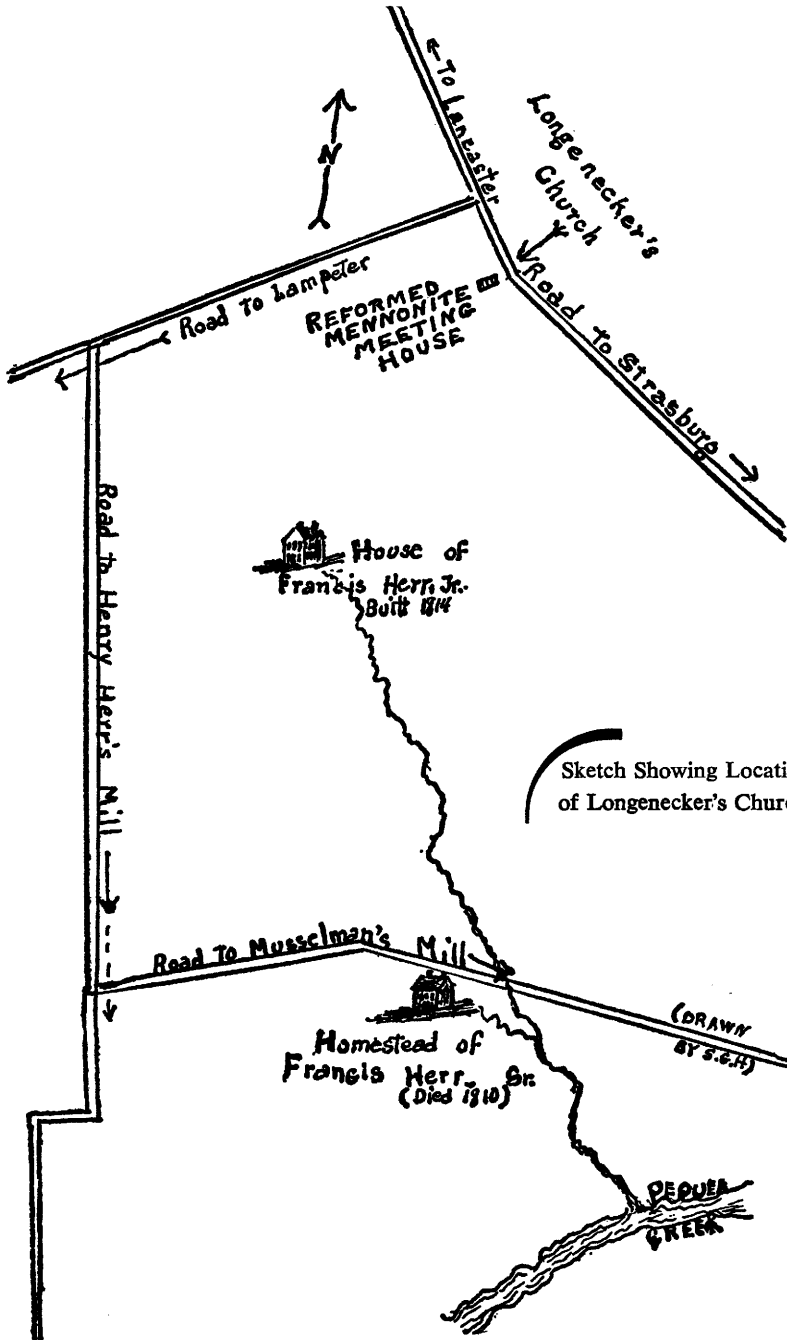 ← To Lancaster
Longenecker's
Church
N
Road to Lampeter
REFORMED
MENNONITE
MEETING
HOUSE
Road to Strasburg
Road to Henry Herr's Mill
House of
Francis Herr, Jr.
Built 1814
Sketch Showing Locati
of Longenecker's Chur
Road to Musselman's Mill
(DRAWN
BY S.G.H)
Homestead of
Francis Herr, Sr.
(Died 1810)
PEQUEA
CREEK